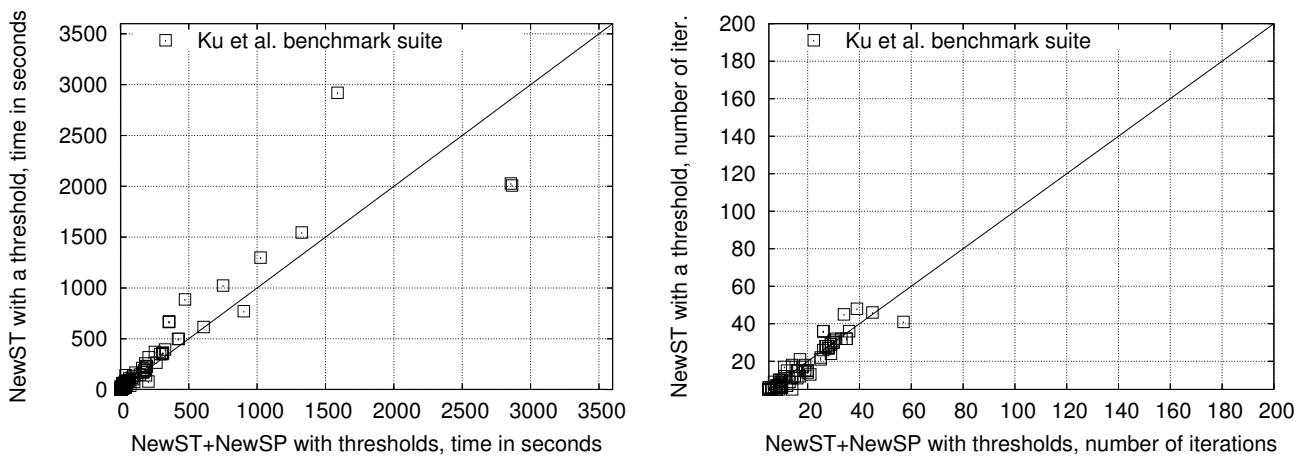 NewST with a threshold, time in seconds
3500
3000
2500
2000
1500
1000
500
0
Ku et al. benchmark suite
0 500 1000 1500 2000 2500 3000 3500
NewST+NewSP with thresholds, time in seconds
NewST with a threshold, number of iter.
200
180
160
140
120
100
80
60
40
20
Ku et al. benchmark suite
20 40 60 80 100 120 140 160 180 200
NewST+NewSP with thresholds, number of iterations